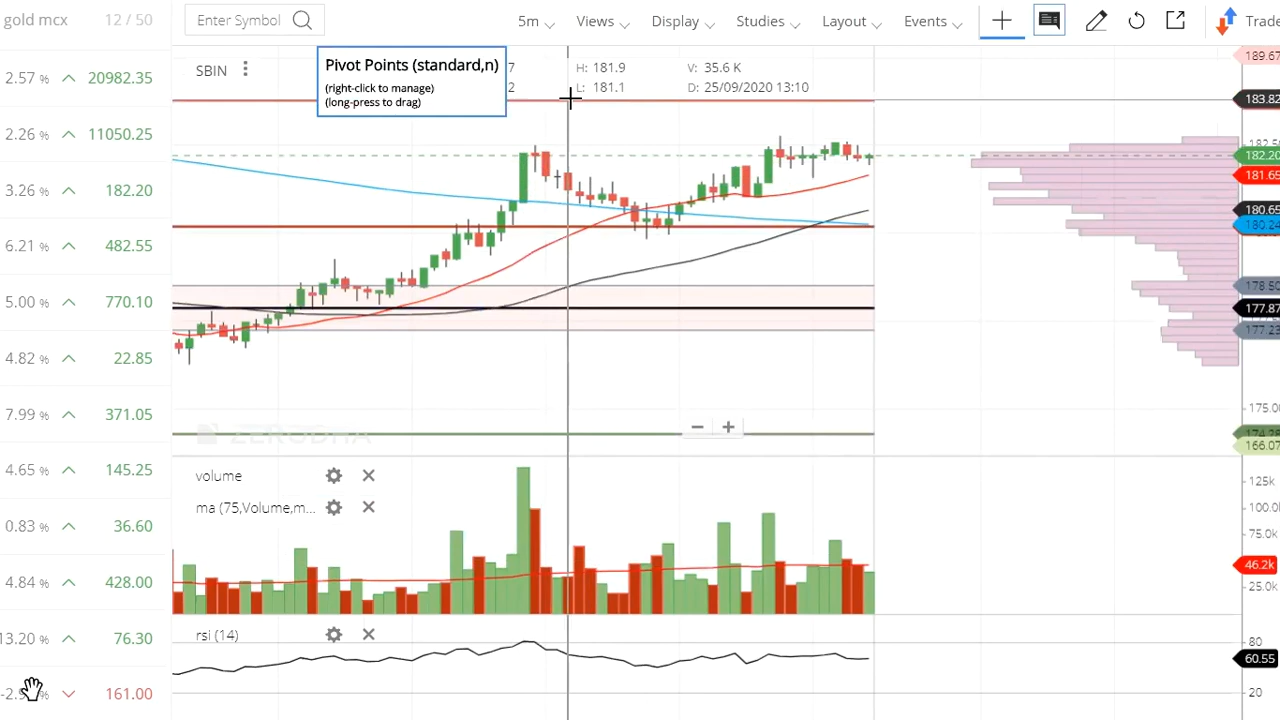 gold mcx 12 / 50
Enter Symbol
5m Views Display Studies Layout Events Trade
2.57 % 20982.35
2.26 % 11050.25
3.26 % 182.20
6.21 % 482.55
5.00 % 770.10
4.82 % 22.85
7.99 % 371.05
4.65 % 145.25
0.83 % 36.60
4.84 % 428.00
13.20 % 76.30
% 161.00
SBIN
Pivot Points (standard,n)
(right-click to manage)
(long-press to drag)
7 H: 181.9 V: 35.6 K
2 L: 181.1 D: 25/09/2020 13:10
189.67
183.82
182.20
181.65
180.65
180.24
178.50
177.87
177.23
175.00
174.28
166.07
ZERODHA
volume
ma (75,Volume,m...
125k
100.0k
75.0k
46.2k
25.0k
rsi (14)
80
60.55
20